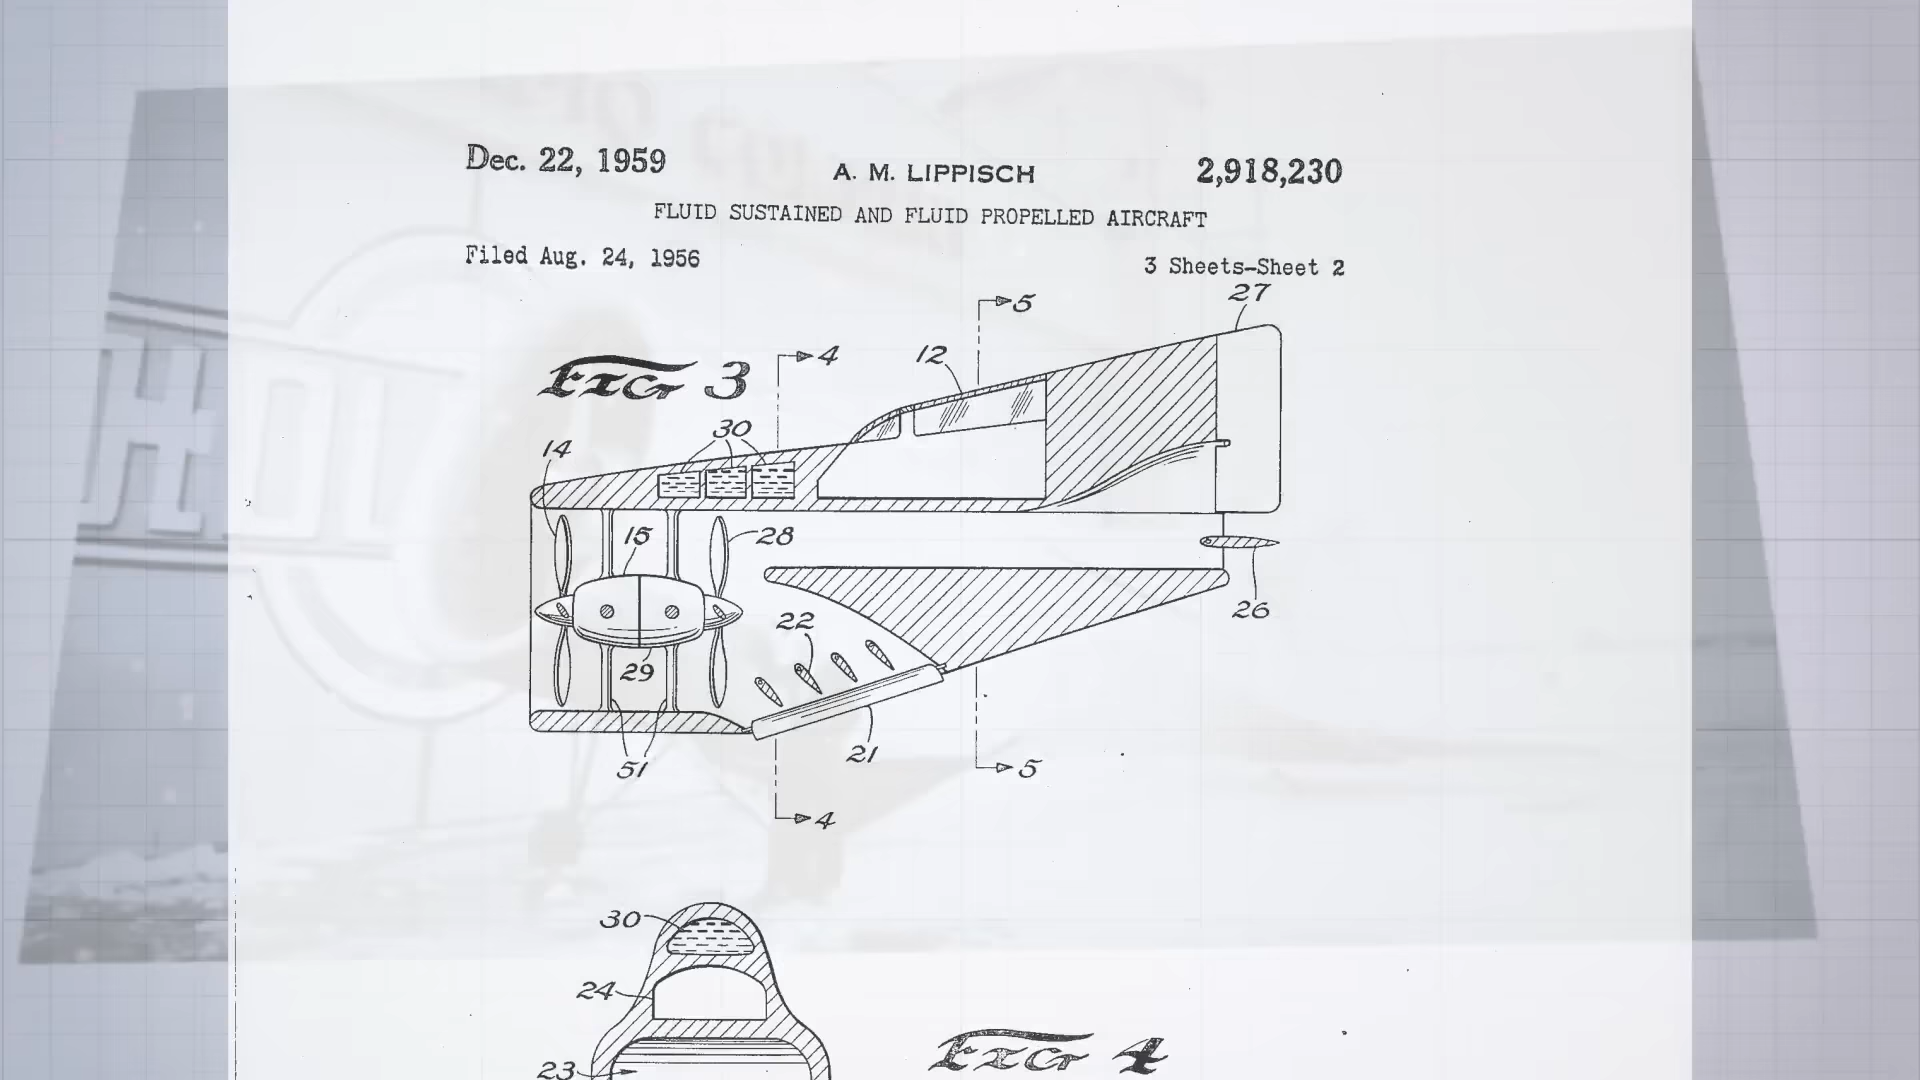 Dec. 22, 1959
A. M. LIPPISCH
2,918,230
FLUID SUSTAINED AND FLUID PROPELLED AIRCRAFT
Filed Aug. 24, 1956
3 Sheets-Sheet 2
27
5
4
12
FIG 3
30
14
15
28
26
22
29
21
51
5
4
30
24
FIG 4
23